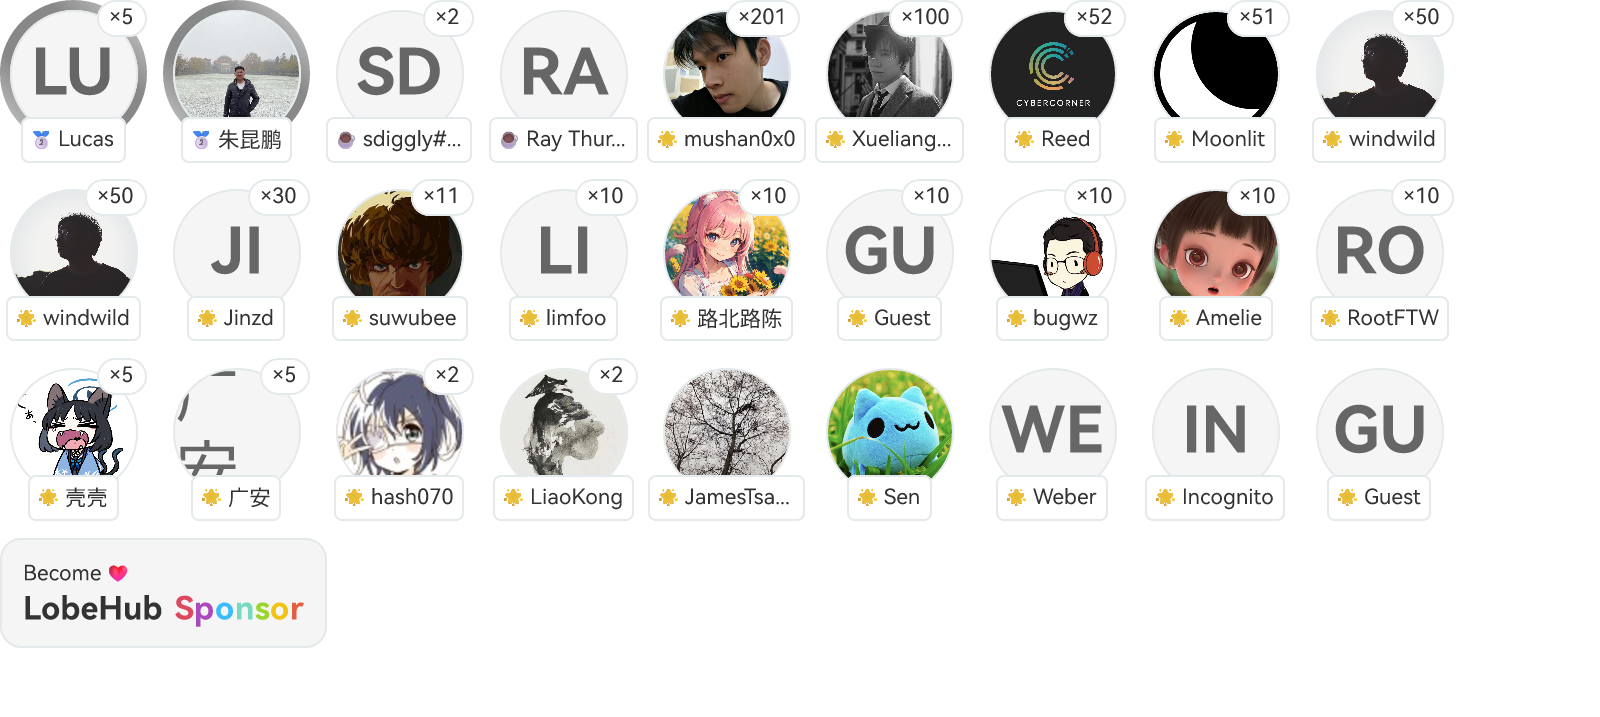 ×5 ×2 ×201 ×100 ×52 ×51 ×50
LU SD RA
CYBERCORNER
Lucas 朱昆鹏 sdiggly#... Ray Thur... mushan0x0 Xueliang... Reed Moonlit windwild
×50 ×30 ×11 ×10 ×10 ×10 ×10 ×10 ×10
JI LI GU RO
windwild Jinzd suwubee limfoo 路北路陈 Guest bugwz Amelie RootFTW
×5 ×5 ×2 ×2
广安 WE IN GU
壳壳 广安 hash070 LiaoKong JamesTsa... Sen Weber Incognito Guest
Become
LobeHub Sponsor